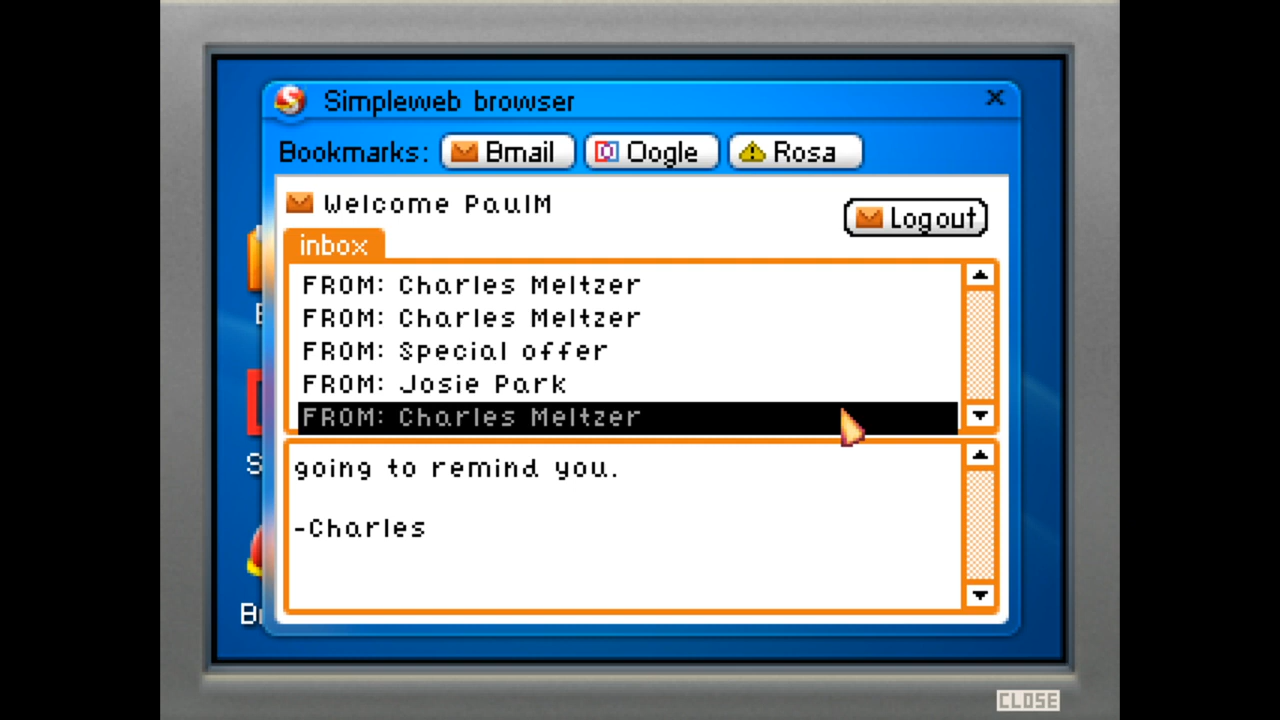 Simpleweb browser
Bookmarks: Bmail Oogle Rosa
Welcome PaulM
Logout
inbox
FROM: Charles Meltzer
FROM: Charles Meltzer
FROM: Special offer
FROM: Josie Park
FROM: Charles Meltzer
going to remind you.
-Charles
CLOSE